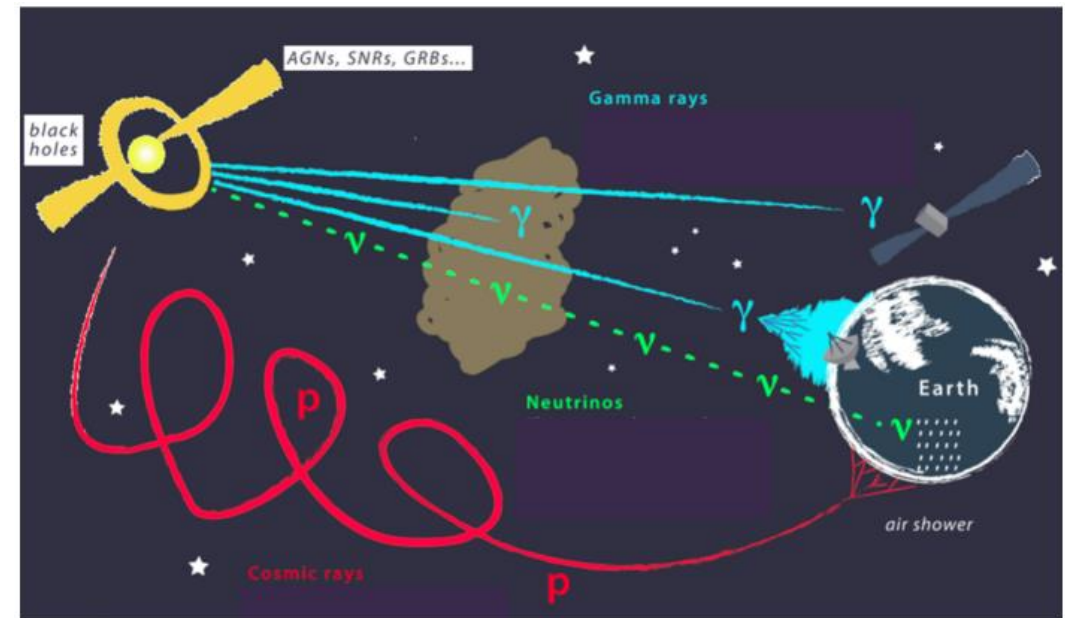 AGNs, SNRs, GRBs...
black
holes
Gamma rays
γ
γ
ν
ν
γ
ν
ν
Earth
p
Neutrinos
ν
air shower
Cosmic rays
p